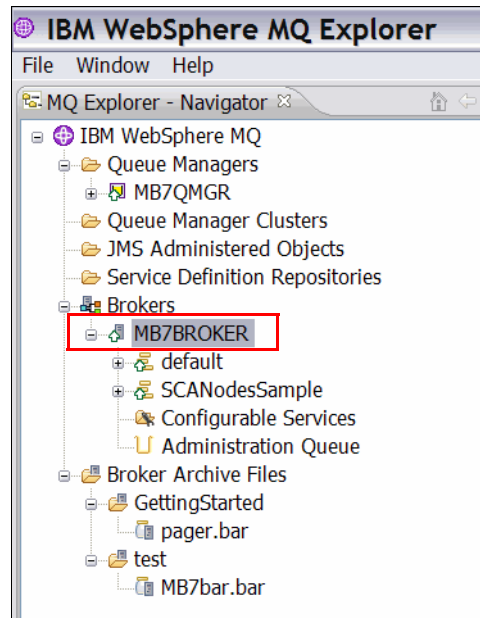 IBM WebSphere MQ Explorer
File Window Help
MQ Explorer - Navigator
IBM WebSphere MQ
Queue Managers
MB7QMGR
Queue Manager Clusters
JMS Administered Objects
Service Definition Repositories
Brokers
MB7BROKER
default
SCANodesSample
Configurable Services
Administration Queue
Broker Archive Files
GettingStarted
pager.bar
test
MB7bar.bar